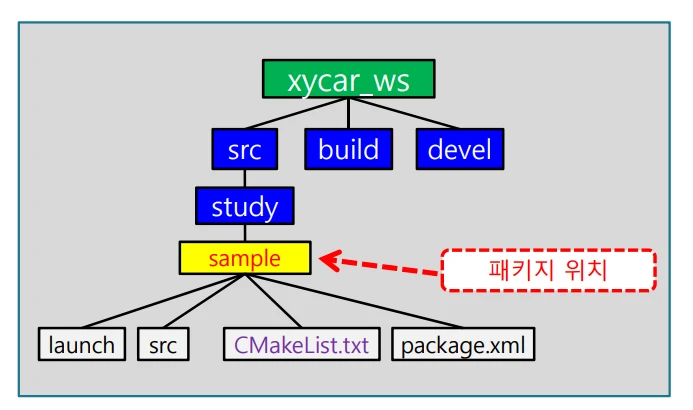 xycar_ws
src build devel
study
sample
패키지 위치
launch src CMakeList.txt package.xml